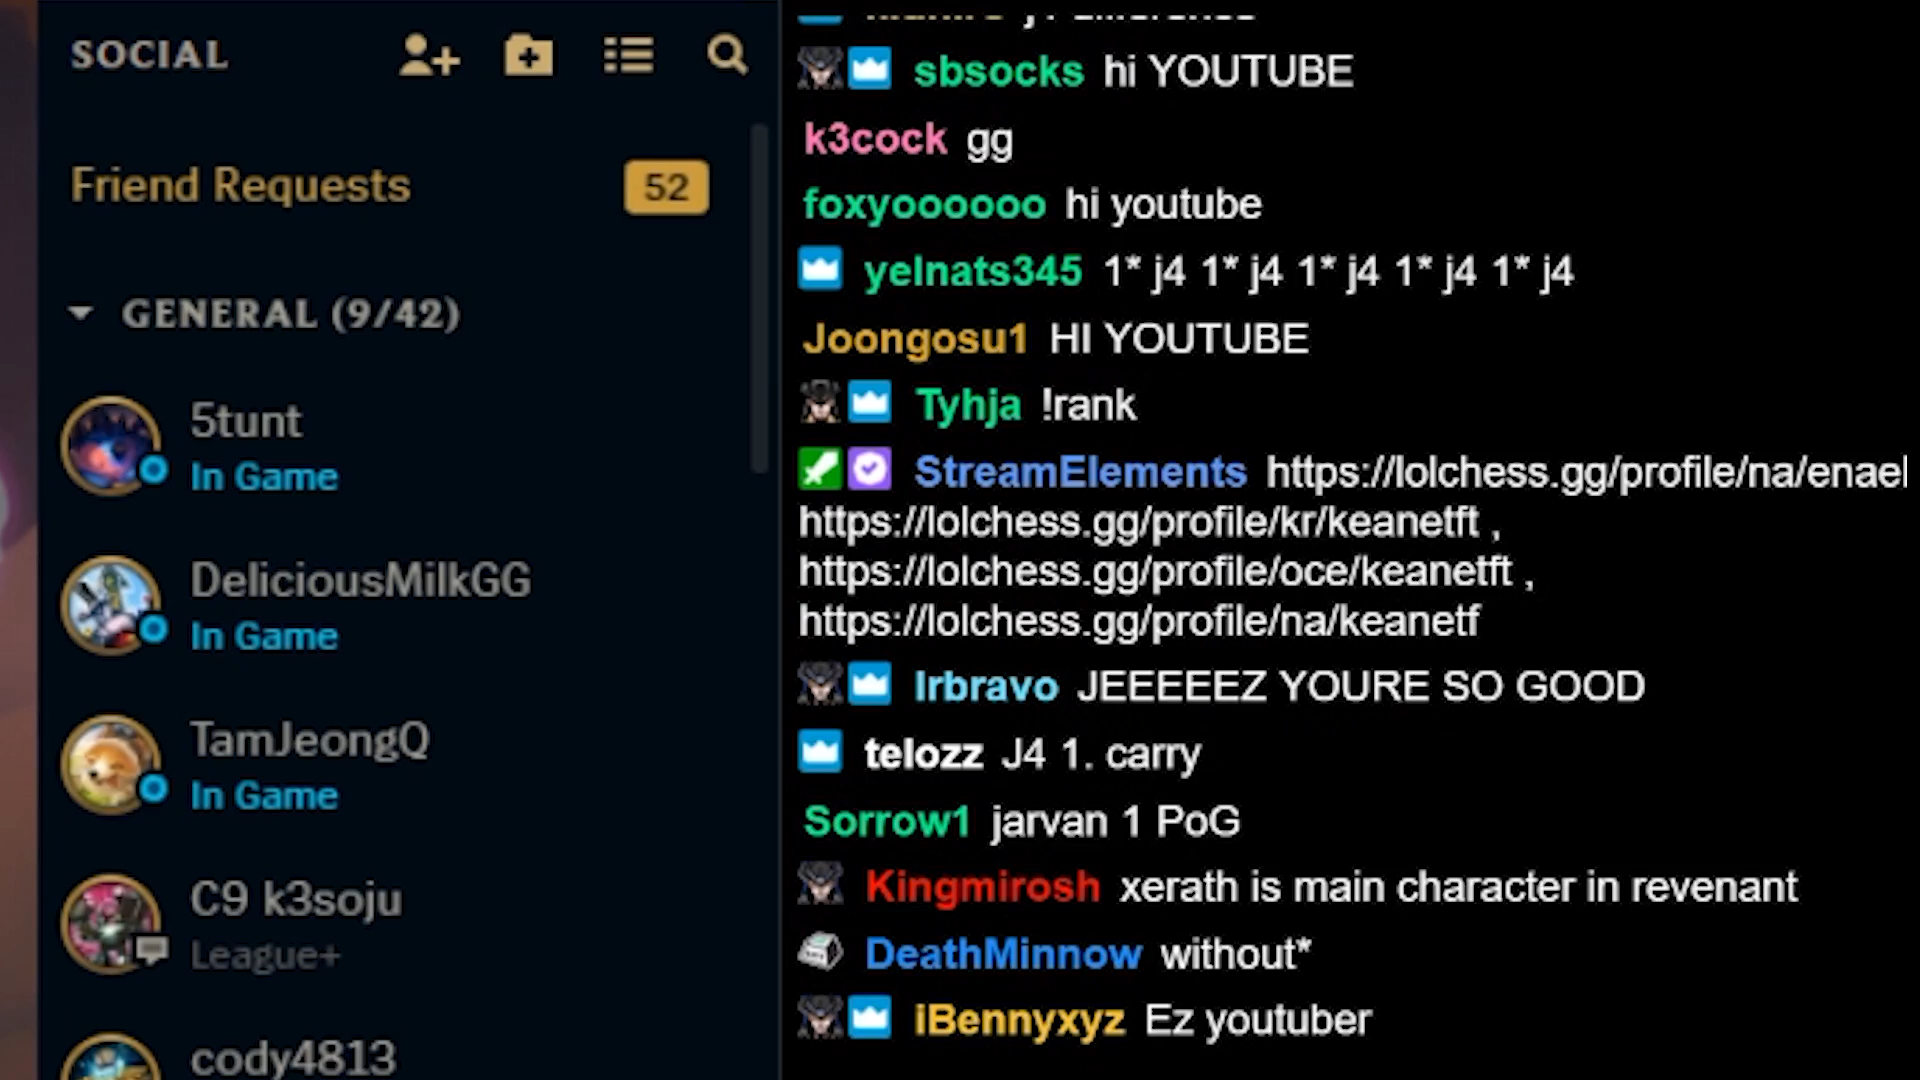 SOCIAL
Friend Requests 52
GENERAL (9/42)
5tunt
In Game
DeliciousMilkGG
In Game
TamJeongQ
In Game
C9 k3soju
League+
cody4813
sbsocks hi YOUTUBE
k3cock gg
foxyoooooo hi youtube
yelnats345 1* j4 1* j4 1* j4 1* j4 1* j4
Joongosu1 HI YOUTUBE
Tyhja !rank
StreamElements https://lolchess.gg/profile/na/enael
https://lolchess.gg/profile/kr/keanetft ,
https://lolchess.gg/profile/oce/keanetft ,
https://lolchess.gg/profile/na/keanetf
lrbravo JEEEEEZ YOURE SO GOOD
telozz J4 1. carry
Sorrow1 jarvan 1 PoG
Kingmirosh xerath is main character in revenant
DeathMinnow without*
iBennyxyz Ez youtuber